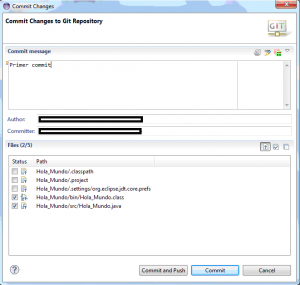 Commit Changes
Commit Changes to Git Repository
GIT
Commit message
Primer commit
Author:
Committer:
Files (2/5)
Status Path
Hola_Mundo/.classpath
Hola_Mundo/.project
Hola_Mundo/.settings/org.eclipse.jdt.core.prefs
Hola_Mundo/bin/Hola_Mundo.class
Hola_Mundo/src/Hola_Mundo.java
Commit and Push Commit Cancel